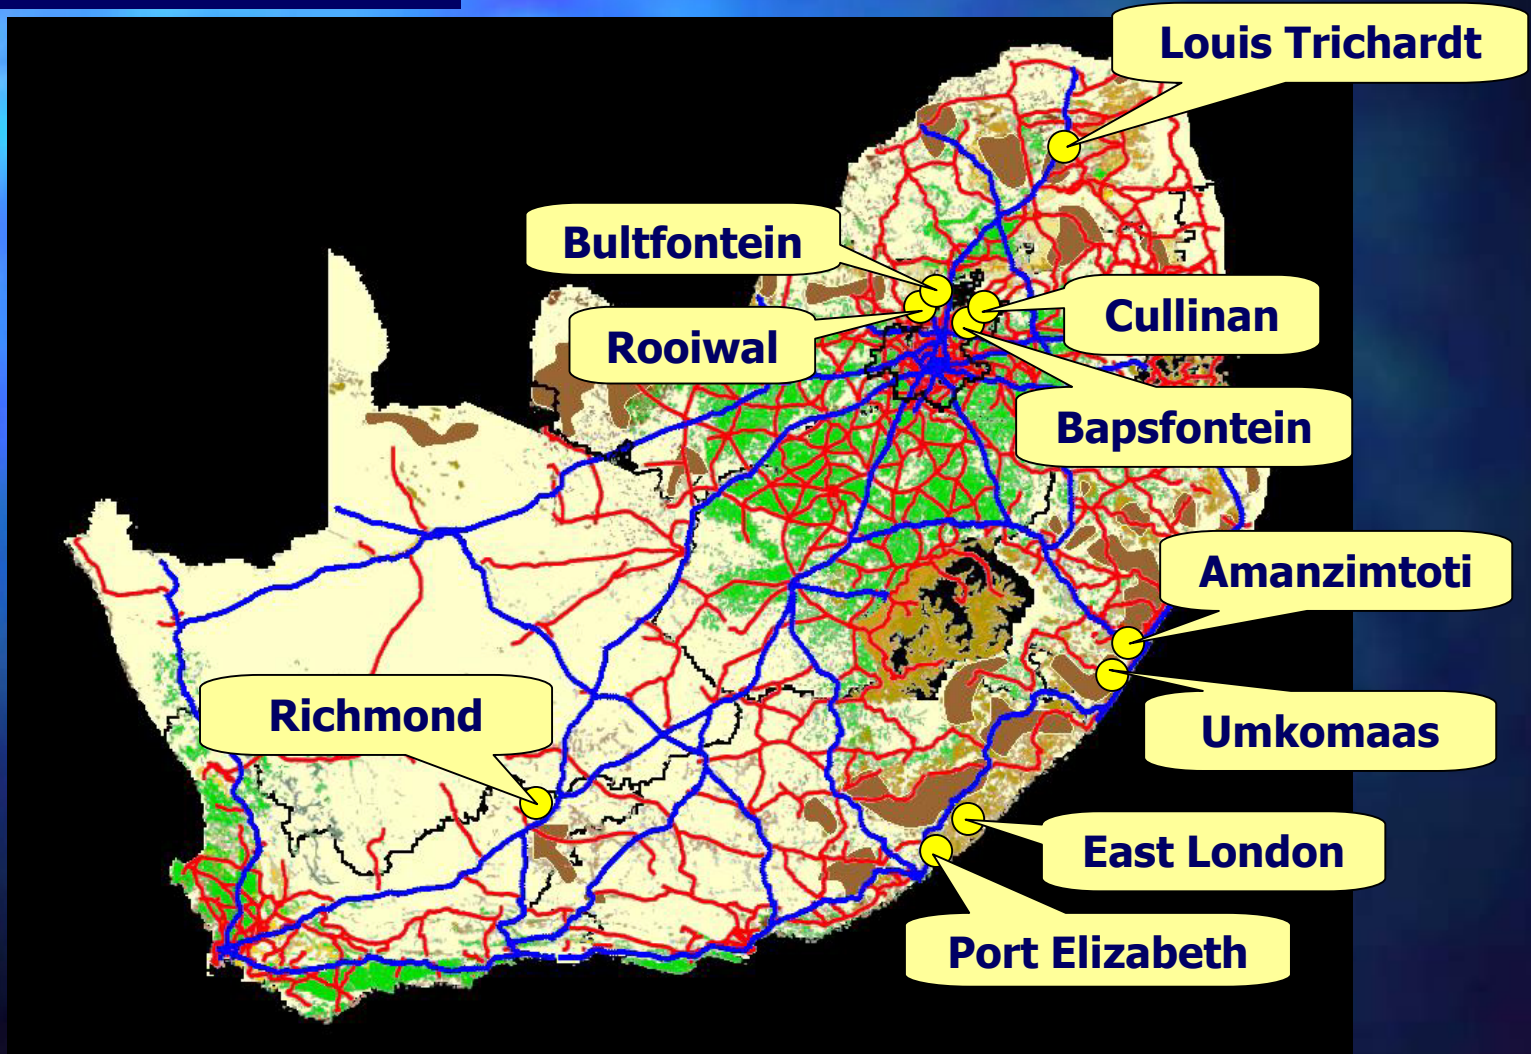 Louis Trichardt
Bultfontein
Cullinan
Rooiwal
Bapsfontein
Amanzimtoti
Richmond
Umkomaas
East London
Port Elizabeth